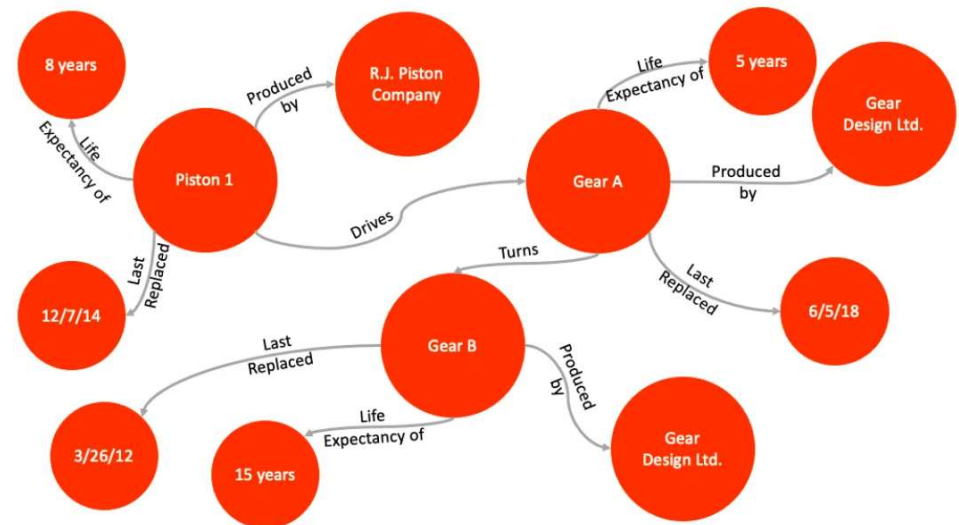 8 years
Life
Expectancy of
Piston 1
Produced
by
R.J. Piston
Company
Last
Replaced
12/7/14
Drives
Gear A
Life
Expectancy of
5 years
Produced
by
Gear
Design Ltd.
Last
Replaced
6/5/18
Turns
Gear B
Last
Replaced
3/26/12
Life
Expectancy of
15 years
Produced
by
Gear
Design Ltd.